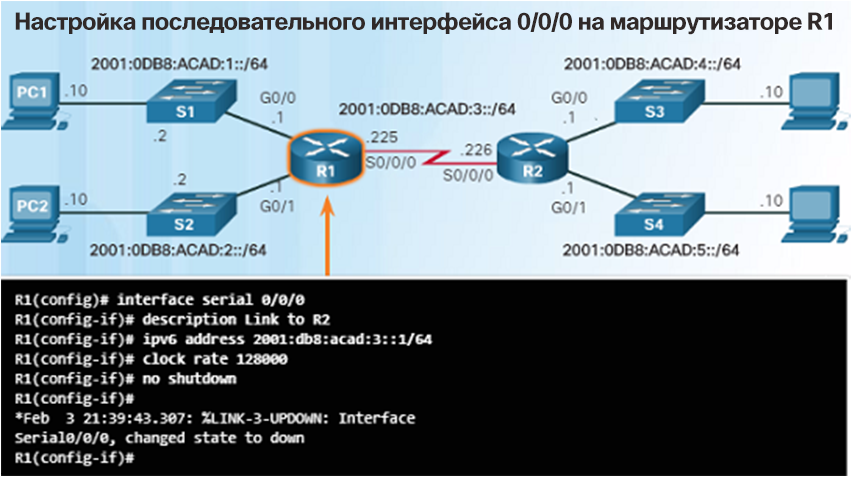 Настройка последовательного интерфейса 0/0/0 на маршрутизаторе R1
2001:0DB8:ACAD:1::/64
2001:0DB8:ACAD:4::/64
PC1
.10
S1
G0/0
.1
.2
2001:0DB8:ACAD:3::/64
G0/0
.1
S3
.10
.225
S0/0/0
R1
.226
S0/0/0
R2
PC2
.10
.2
S2
.1
G0/1
.1
G0/1
S4
.10
2001:0DB8:ACAD:2::/64
2001:0DB8:ACAD:5::/64
R1(config)# interface serial 0/0/0
R1(config-if)# description Link to R2
R1(config-if)# ipv6 address 2001:db8:acad:3::1/64
R1(config-if)# clock rate 128000
R1(config-if)# no shutdown
R1(config-if)#
*Feb  3 21:39:43.307: %LINK-3-UPDOWN: Interface
Serial0/0/0, changed state to down
R1(config-if)#